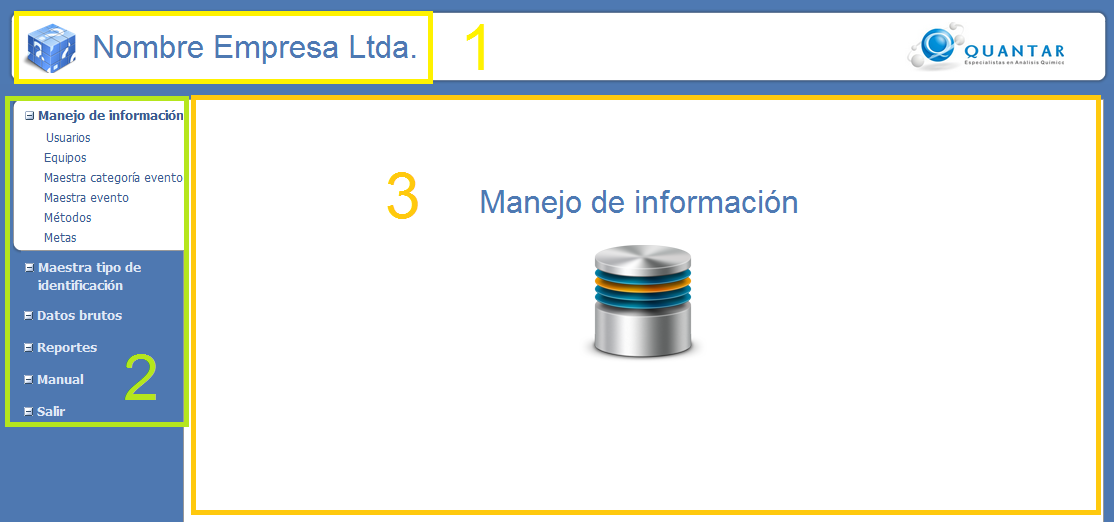 Nombre Empresa Ltda.
1
QUANTAR
Especialistas en Análisis Químico
Manejo de información
Usuarios
Equipos
Maestra categoría evento
Maestra evento
Métodos
Metas
Maestra tipo de
identificación
Datos brutos
Reportes
Manual
Salir
2
3
Manejo de información